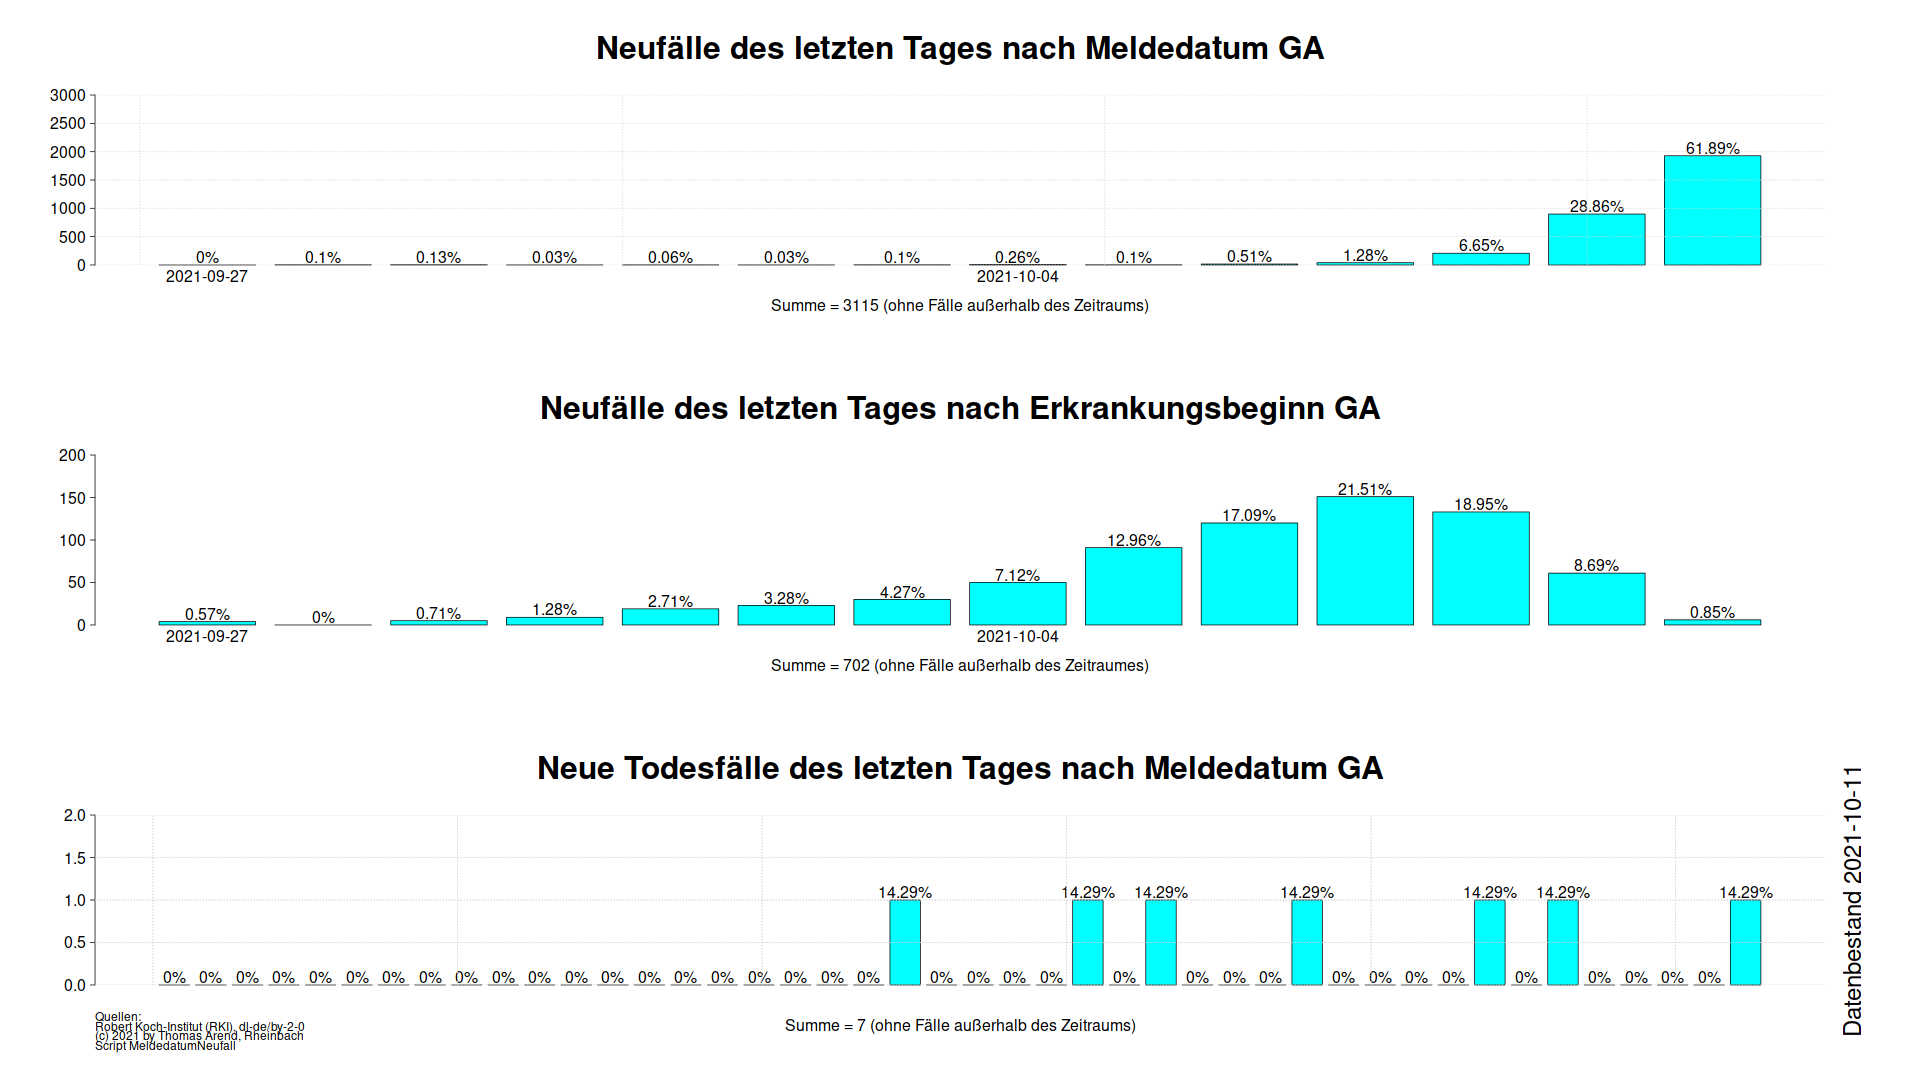 Neufälle des letzten Tages nach Meldedatum GA
3000
2500
2000
1500
1000
500
0
0% 0.1% 0.13% 0.03% 0.06% 0.03% 0.1% 0.26% 0.1% 0.51% 1.28% 6.65% 28.86% 61.89%
2021-09-27 2021-10-04
Summe = 3115 (ohne Fälle außerhalb des Zeitraums)
Neufälle des letzten Tages nach Erkrankungsbeginn GA
200
150
100
50
0
0.57% 0% 0.71% 1.28% 2.71% 3.28% 4.27% 7.12% 12.96% 17.09% 21.51% 18.95% 8.69% 0.85%
2021-09-27 2021-10-04
Summe = 702 (ohne Fälle außerhalb des Zeitraumes)
Neue Todesfälle des letzten Tages nach Meldedatum GA
2.0
1.5
1.0
0.5
0.0
14.29% 14.29% 14.29% 14.29% 14.29% 14.29% 14.29%
0% 0% 0% 0% 0% 0% 0% 0% 0% 0% 0% 0% 0% 0% 0% 0% 0% 0% 0% 0% 0% 0% 0% 0% 0% 0% 0% 0% 0% 0% 0% 0% 0% 0% 0% 0% 0%
Summe = 7 (ohne Fälle außerhalb des Zeitraums)
Quellen:
Robert Koch-Institut (RKI), dl-de/by-2-0
(c) 2021 by Thomas Arend, Rheinbach
Script MeldedatumNeufall
Datenbestand 2021-10-11